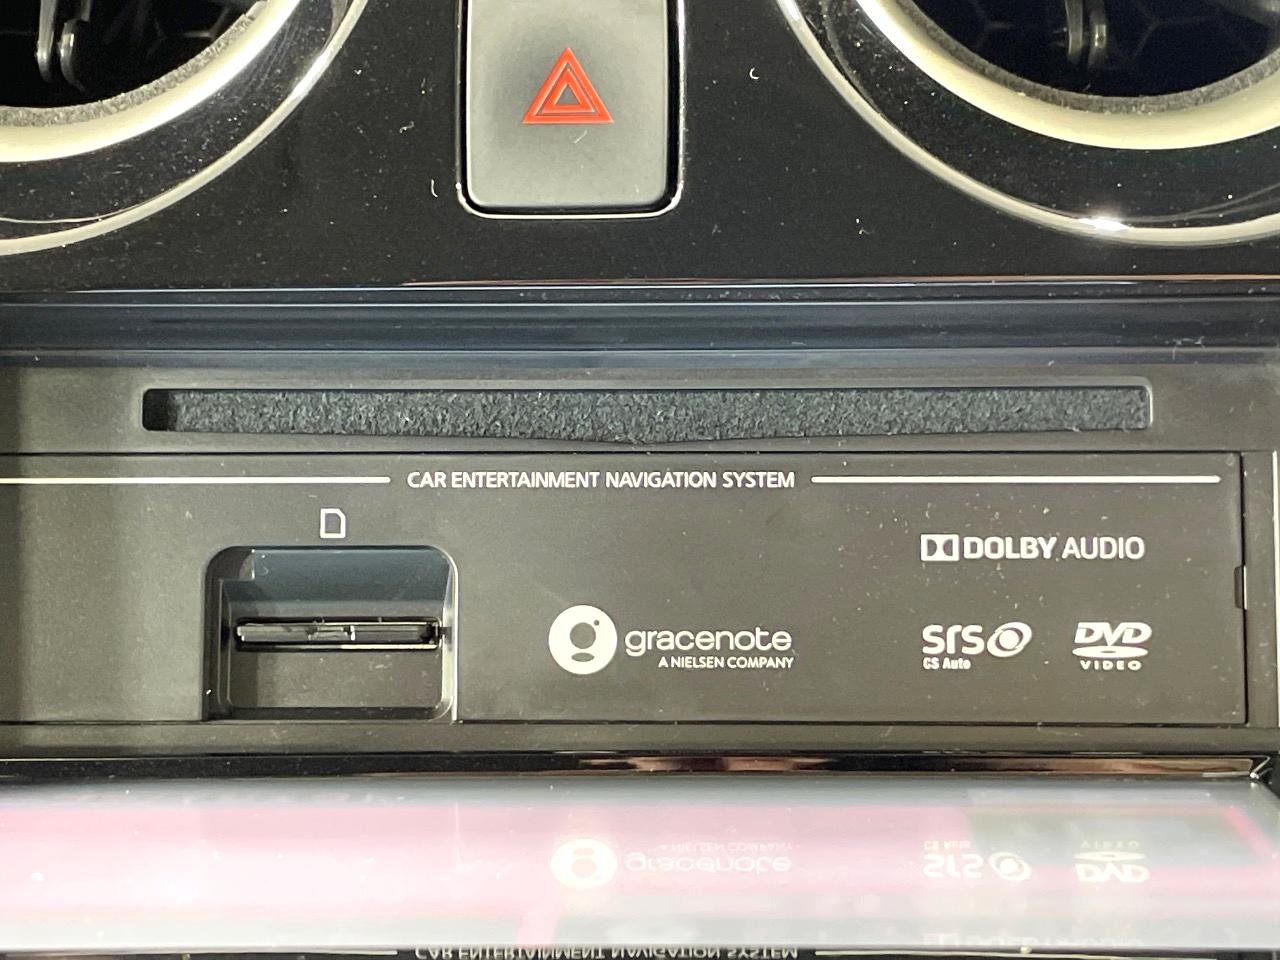 CAR ENTERTAINMENT NAVIGATION SYSTEM
DOLBY AUDIO
gracenote
A NIELSEN COMPANY
SrS
CS Auto
DVD
VIDEO